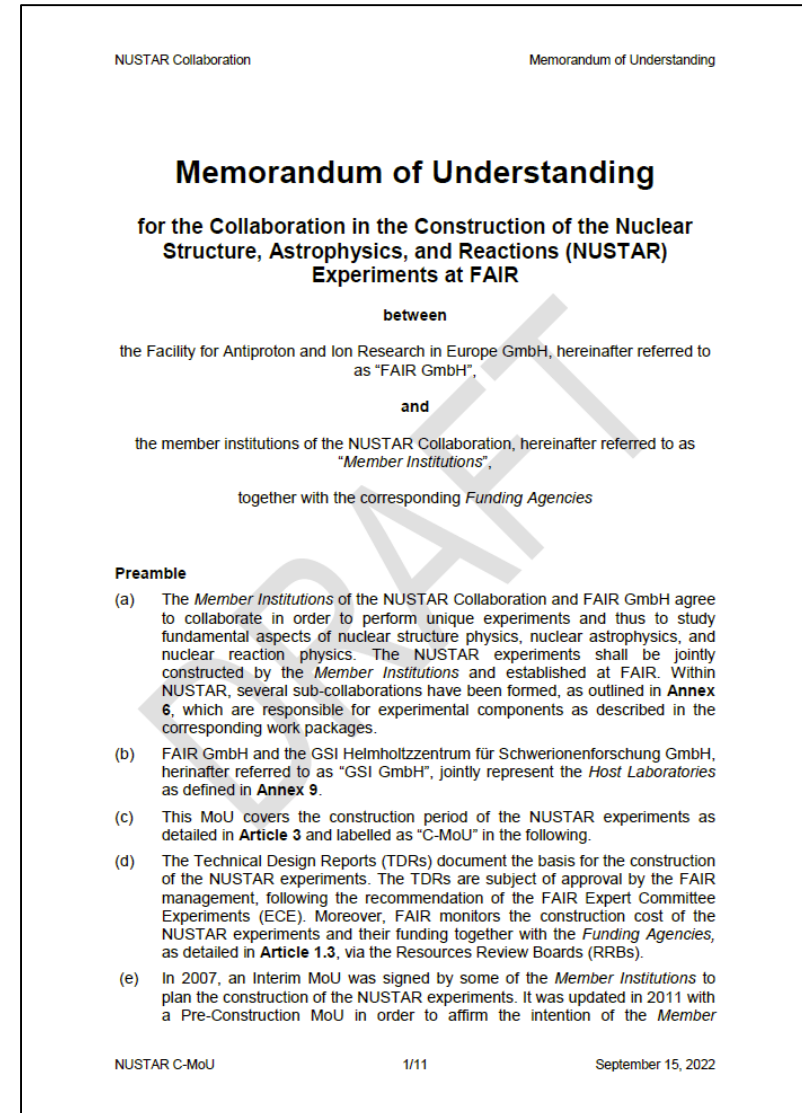 NUSTAR Collaboration Memorandum of Understanding
Memorandum of Understanding
for the Collaboration in the Construction of the Nuclear
Structure, Astrophysics, and Reactions (NUSTAR)
Experiments at FAIR
between
the Facility for Antiproton and Ion Research in Europe GmbH, hereinafter referred to
as “FAIR GmbH”,
and
the member institutions of the NUSTAR Collaboration, hereinafter referred to as
“Member Institutions”,
together with the corresponding Funding Agencies
DRAFT
Preamble
(a) The Member Institutions of the NUSTAR Collaboration and FAIR GmbH agree
to collaborate in order to perform unique experiments and thus to study
fundamental aspects of nuclear structure physics, nuclear astrophysics, and
nuclear reaction physics. The NUSTAR experiments shall be jointly
constructed by the Member Institutions and established at FAIR. Within
NUSTAR, several sub-collaborations have been formed, as outlined in Annex
6, which are responsible for experimental components as described in the
corresponding work packages.
(b) FAIR GmbH and the GSI Helmholtzzentrum für Schwerionenforschung GmbH,
herinafter referred to as “GSI GmbH”, jointly represent the Host Laboratories
as defined in Annex 9.
(c) This MoU covers the construction period of the NUSTAR experiments as
detailed in Article 3 and labelled as “C-MoU” in the following.
(d) The Technical Design Reports (TDRs) document the basis for the construction
of the NUSTAR experiments. The TDRs are subject of approval by the FAIR
management, following the recommendation of the FAIR Expert Committee
Experiments (ECE). Moreover, FAIR monitors the construction cost of the
NUSTAR experiments and their funding together with the Funding Agencies,
as detailed in Article 1.3, via the Resources Review Boards (RRBs).
(e) In 2007, an Interim MoU was signed by some of the Member Institutions to
plan the construction of the NUSTAR experiments. It was updated in 2011 with
a Pre-Construction MoU in order to affirm the intention of the Member
NUSTAR C-MoU 1/11 September 15, 2022